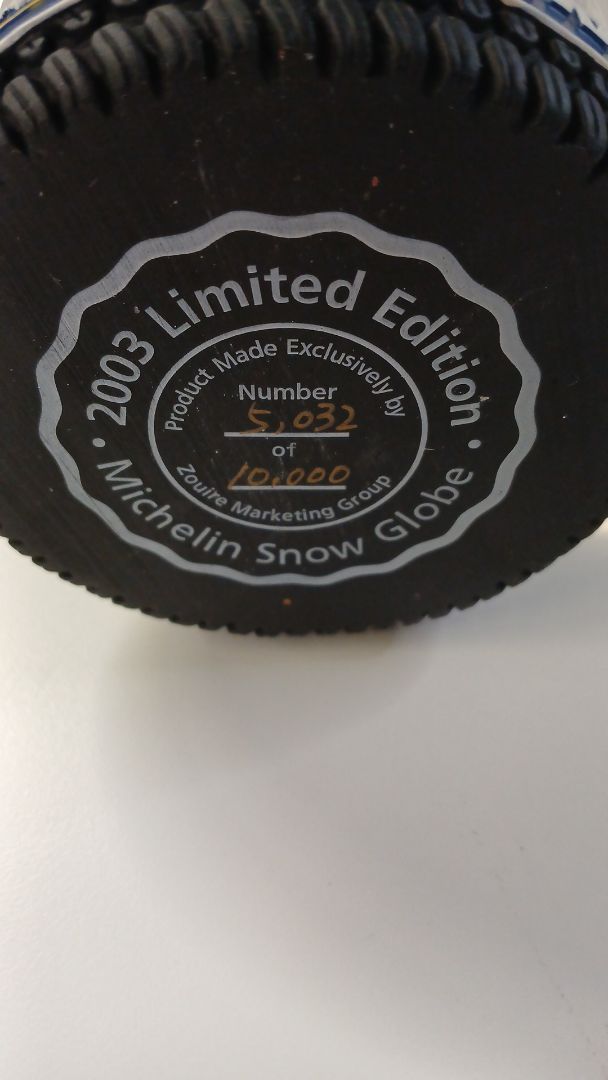 2003 Limited Edition
Product Made Exclusively by
Number
5,032
of
10,000
Zouire Marketing Group
• Michelin Snow Globe •